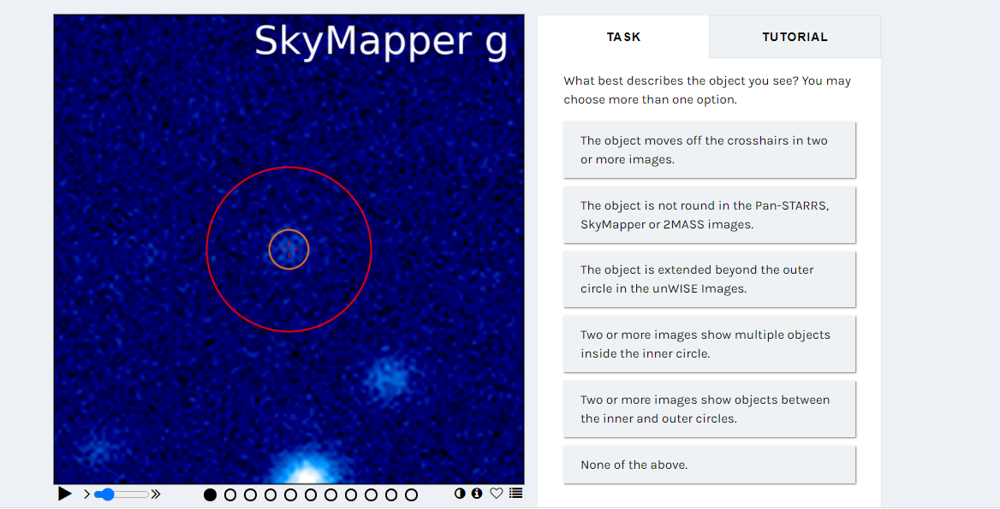 SkyMapper g
TASK
TUTORIAL
What best describes the object you see? You may
choose more than one option.
The object moves off the crosshairs in two
or more images.
The object is not round in the Pan-STARRS,
SkyMapper or 2MASS images.
The object is extended beyond the outer
circle in the unWISE Images.
Two or more images show multiple objects
inside the inner circle.
Two or more images show objects between
the inner and outer circles.
None of the above.